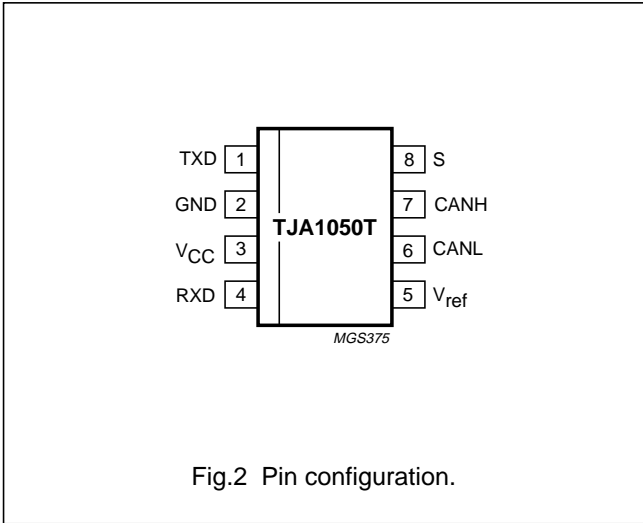 TXD 1
GND 2
VCC 3
RXD 4
TJA1050T
8 S
7 CANH
6 CANL
5 Vref
MGS375
Fig.2 Pin configuration.